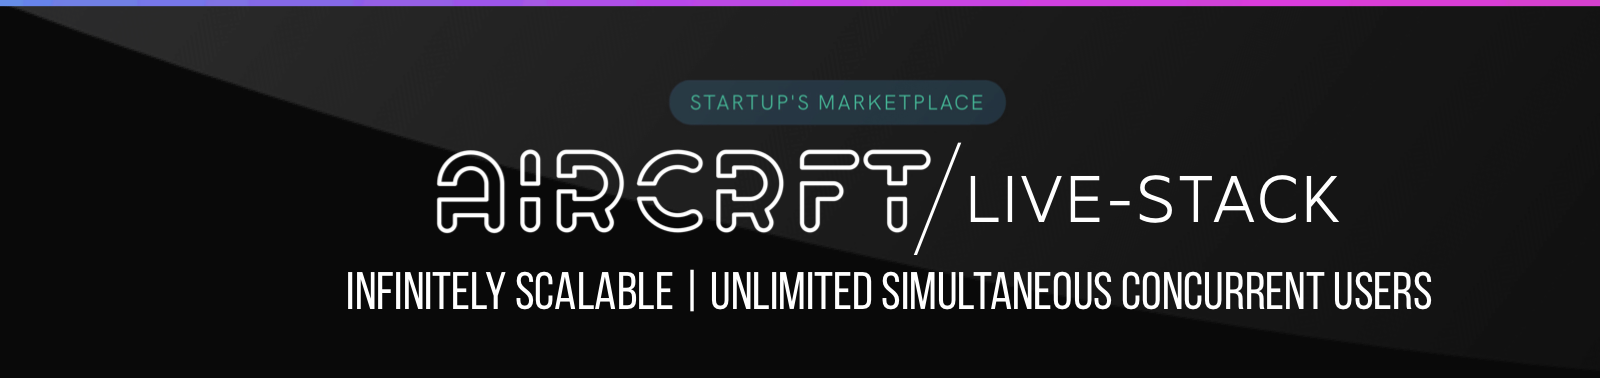 STARTUP'S MARKETPLACE
AIRCRFT/LIVE-STACK
INFINITELY SCALABLE | UNLIMITED SIMULTANEOUS CONCURRENT USERS